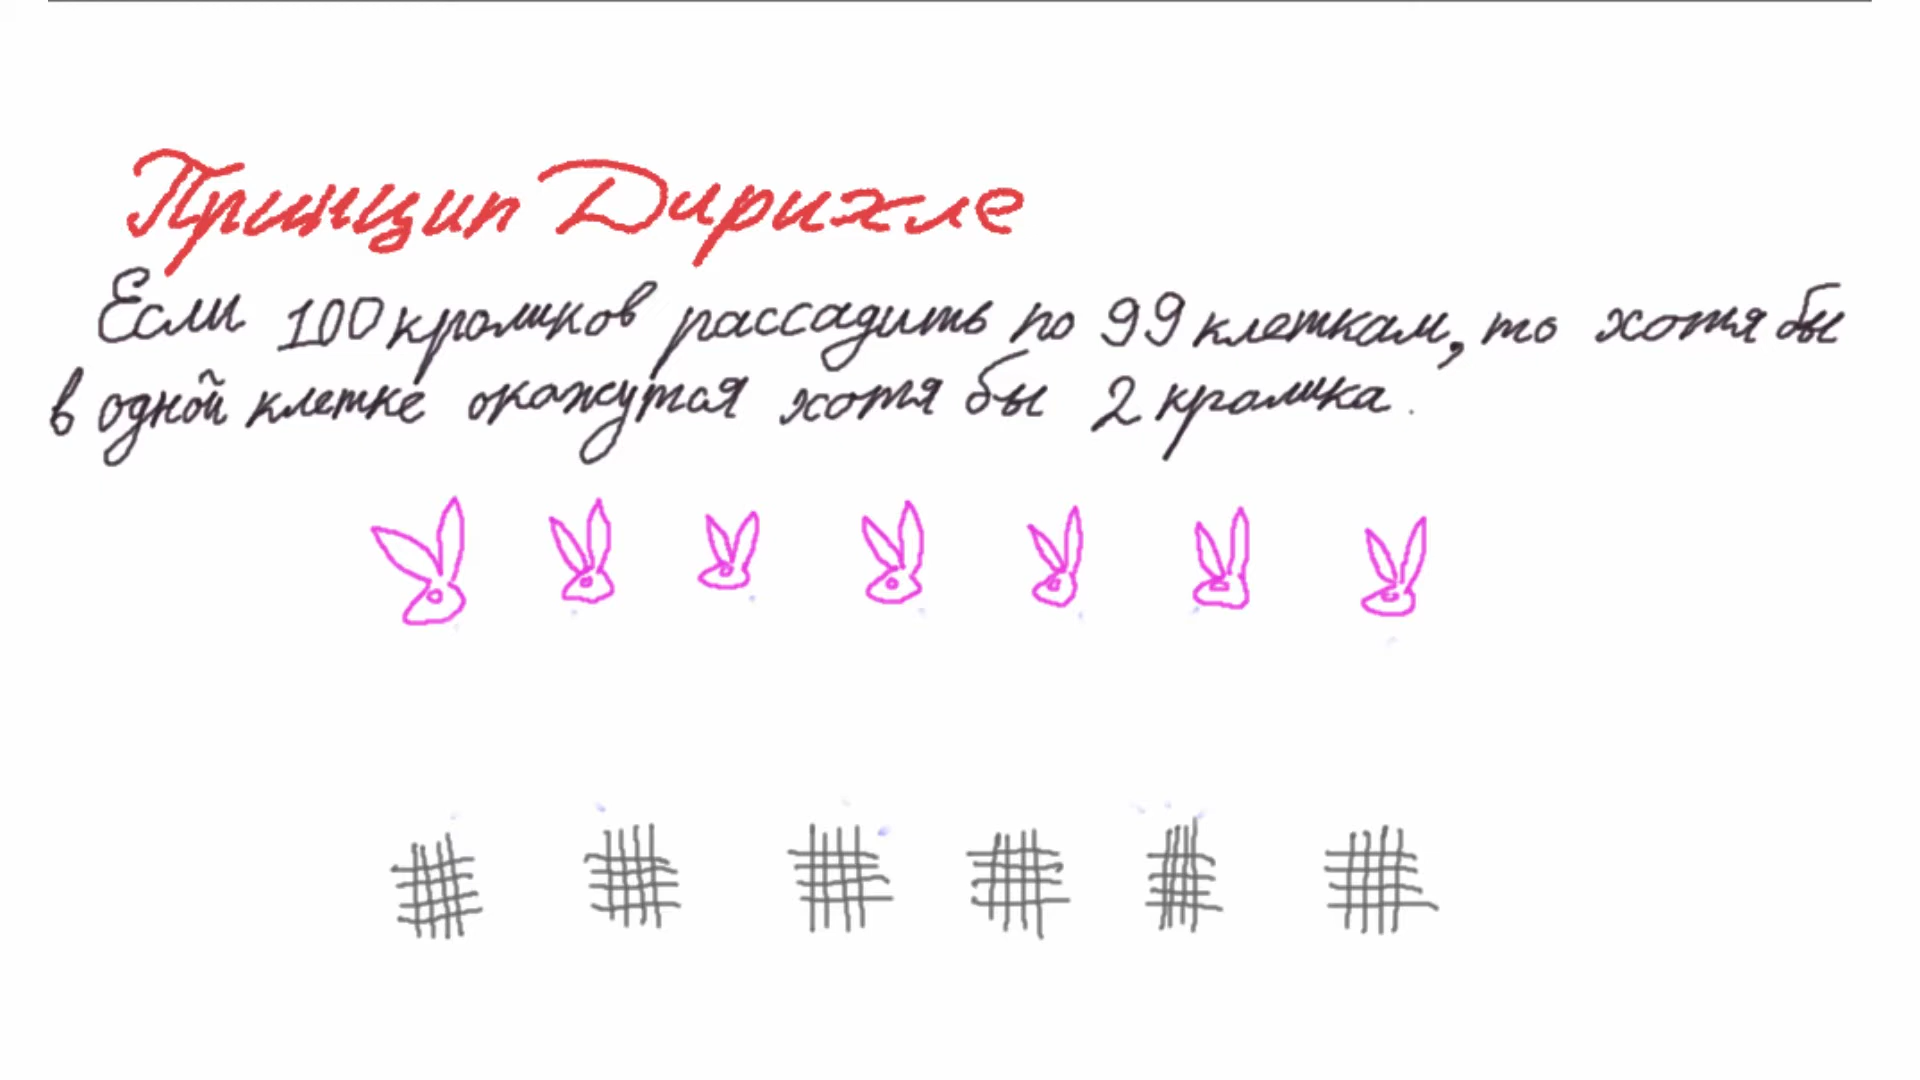 Принцип Дирихле
Если 100 кроликов рассадить по 99 клеткам, то хотя бы
в одной клетке окажутся хотя бы 2 кролика.